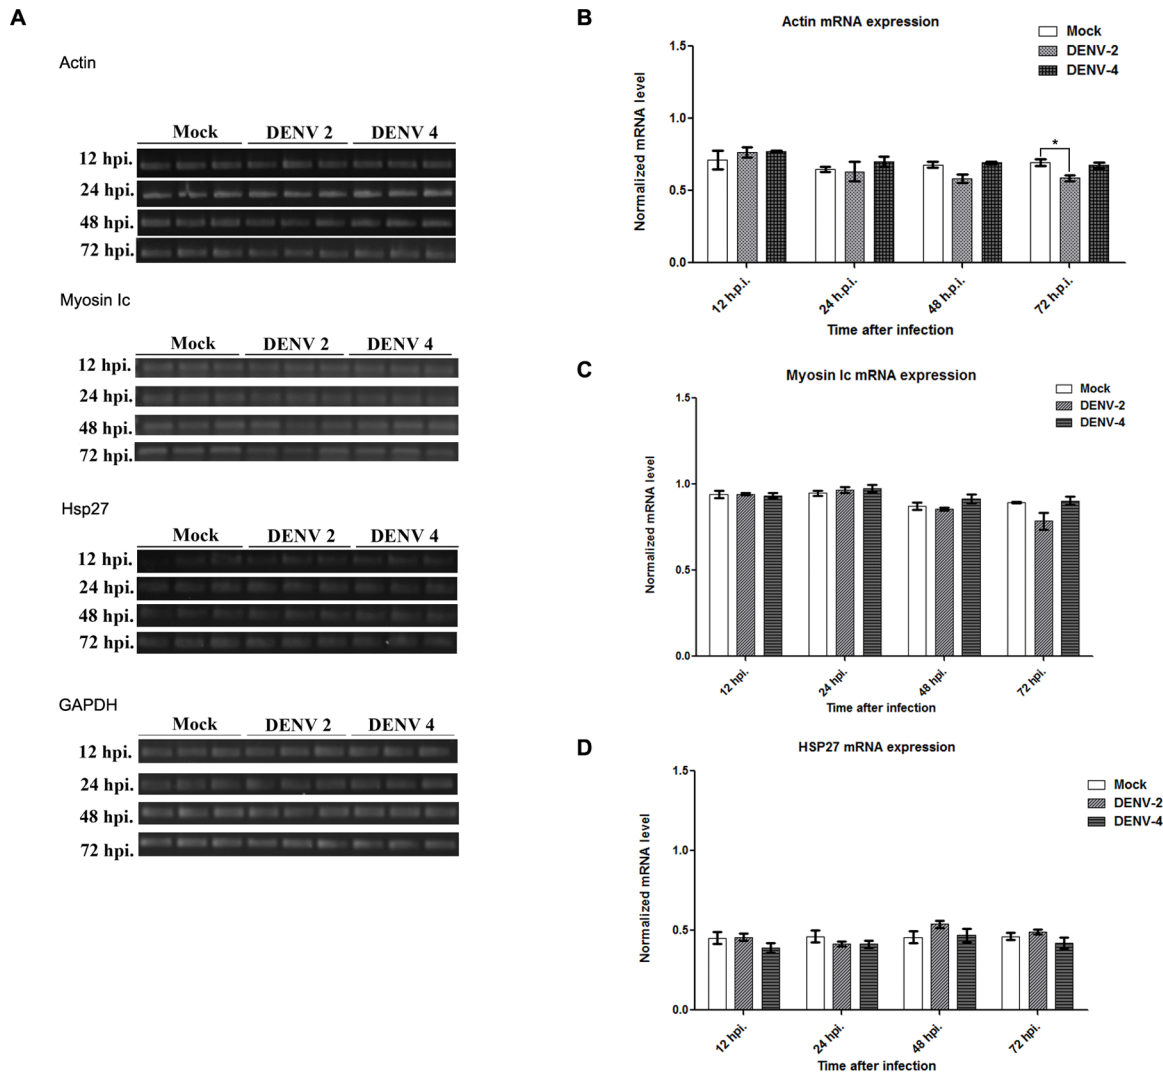 A
Actin
Mock DENV 2 DENV 4
12 hpi.
24 hpi.
48 hpi.
72 hpi.
Myosin Ic
Mock DENV 2 DENV 4
12 hpi.
24 hpi.
48 hpi.
72 hpi.
Hsp27
Mock DENV 2 DENV 4
12 hpi.
24 hpi.
48 hpi.
72 hpi.
GAPDH
Mock DENV 2 DENV 4
12 hpi.
24 hpi.
48 hpi.
72 hpi.
B
Actin mRNA expression
Mock
DENV-2
DENV-4
Normalized mRNA level
1.5
1.0
0.5
0.0
*
12 h.p.i. 24 h.p.i. 48 h.p.i. 72 h.p.i.
Time after infection
C
Myosin Ic mRNA expression
Mock
DENV-2
DENV-4
Normalized mRNA level
1.5
1.0
0.5
0.0
12 hpi. 24 hpi. 48 hpi. 72 hpi.
Time after infection
D
HSP27 mRNA expression
Mock
DENV-2
DENV-4
Normalized mRNA level
1.5
1.0
0.5
0.0
12 hpi. 24 hpi. 48 hpi. 72 hpi.
Time after infection